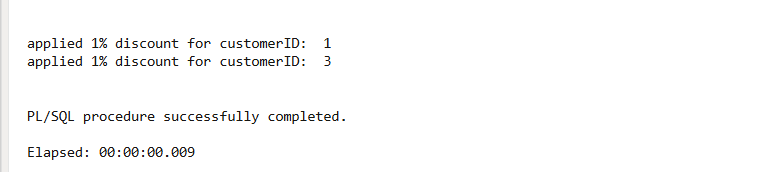 applied 1% discount for customerID:  1
applied 1% discount for customerID:  3
PL/SQL procedure successfully completed.
Elapsed: 00:00:00.009